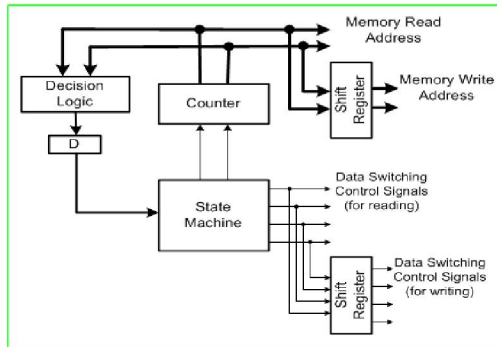 Memory Read
Address
Decision
Logic
Counter
Shift
Register
Memory Write
Address
D
State
Machine
Data Switching
Control Signals
(for reading)
Shift
Register
Data Switching
Control Signals
(for writing)